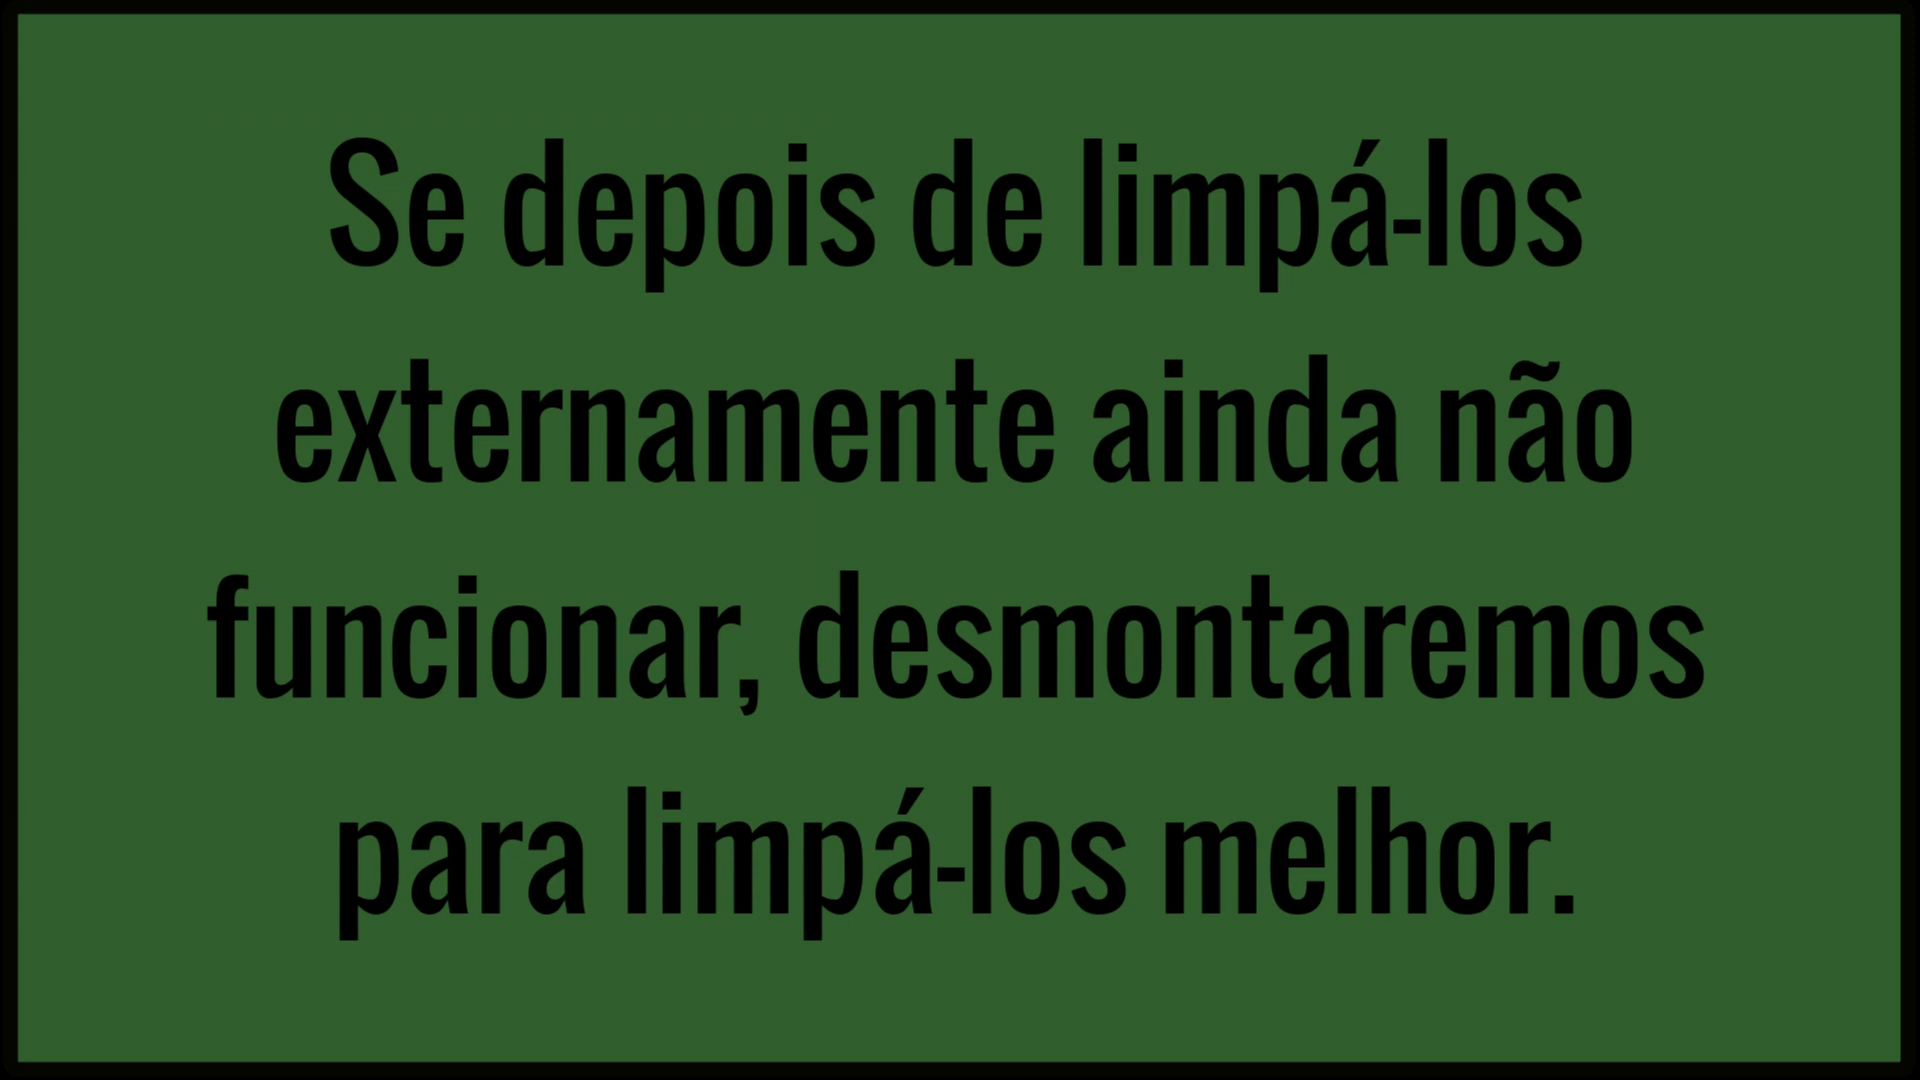 Se depois de limpá-los
externamente ainda não
funcionar, desmontaremos
para limpá-los melhor.